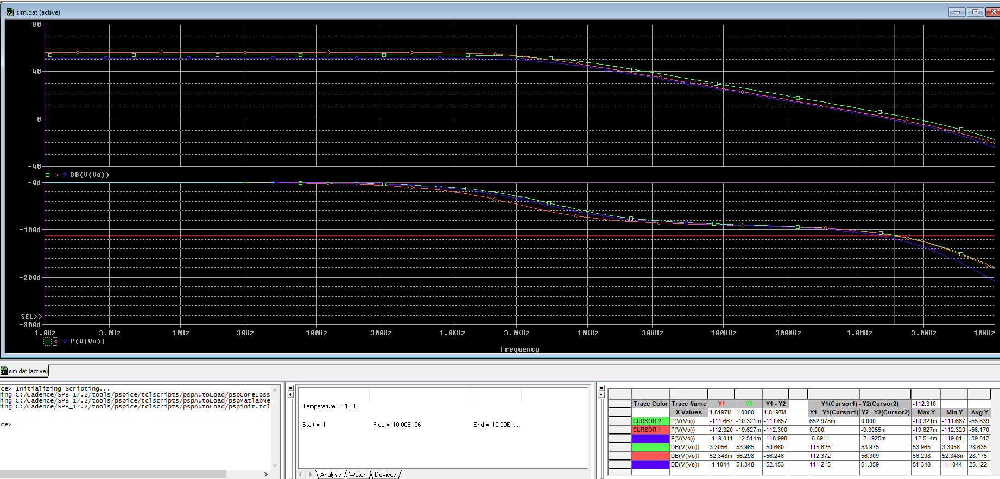 sim.dat (active)
80
40
0
-40
DB(V(Vo))
-0d
-100d
-200d
SEL>>
-300d
1.0Hz 3.0Hz 10Hz 30Hz 100Hz 300Hz 1.0KHz 3.0KHz 10KHz 30KHz 100KHz 300KHz 1.0MHz 3.0MHz 10MHz
P(V(Vo))
Frequency
sim.dat (active)
ce> Initializing Scripting...
ding C:/Cadence/SPB_17.2/tools/pspice/tclscripts/pspAutoLoad/pspCoreLoss
ding C:/Cadence/SPB_17.2/tools/pspice/tclscripts/pspAutoLoad/pspMatlabMe
ding C:/Cadence/SPB_17.2/tools/pspice/tclscripts/pspAutoLoad/pspinit.tcl
ce>
Temperature = 120.0
Start = 1 Freq = 10.00E+06 End = 10.00E+...
Analysis Watch Devices
Trace Color Trace Name Y1 Y2 Y1 - Y2 Y1(Cursor1) - Y2(Cursor2) -112.310
X Values 1.8197M 1.0000 1.8197M Y1 - Y1(Cursor1) Y2 - Y2(Cursor2) Max Y Min Y Avg Y
CURSOR 2 P(V(Vo)) -111.667 -10.321m -111.657 652.978m 0.000 -10.321m -111.667 -55.839
CURSOR 1 P(V(Vo)) -112.320 -19.627m -112.300 0.000 -9.3055m -19.627m -112.320 -56.170
P(V(Vo)) -119.011 -12.514m -118.998 -6.6911 -2.1925m -12.514m -119.011 -59.512
DB(V(Vo)) 3.3056 53.965 -50.660 115.625 53.975 53.965 3.3056 28.635
DB(V(Vo)) 52.348m 56.298 -56.246 112.372 56.309 56.298 52.348m 28.175
DB(V(Vo)) -1.1044 51.348 -52.453 111.215 51.359 51.348 -1.1044 25.122